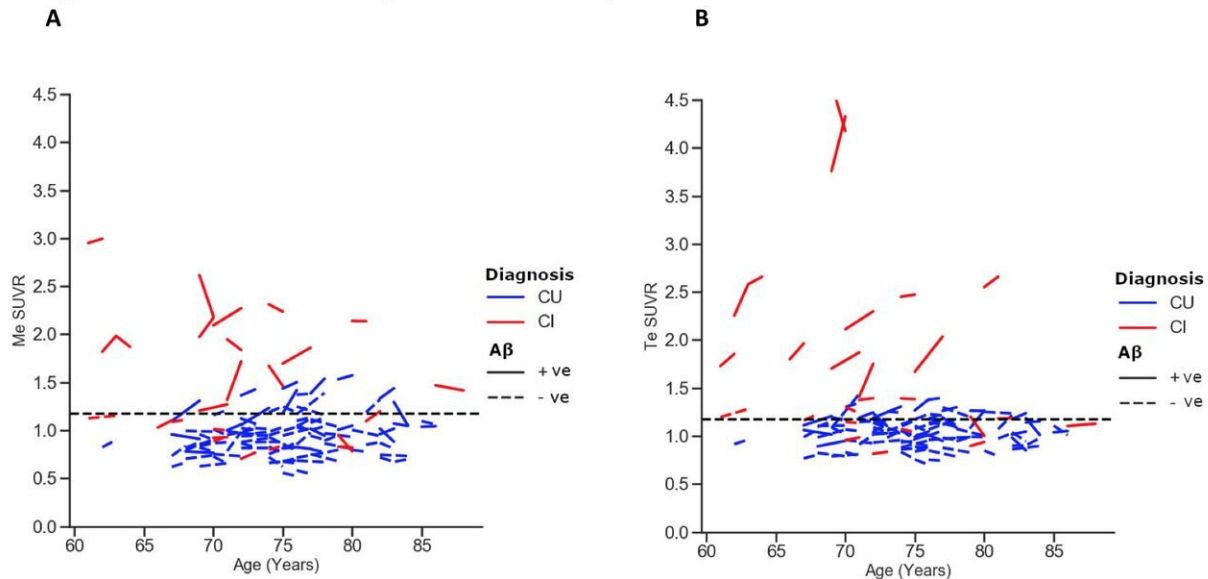 A
Me SUVR
4.5
4.0
3.5
3.0
2.5
2.0
1.5
1.0
0.5
0.0
60 65 70 75 80 85
Age (Years)
Diagnosis
CU
CI
Aβ
+ ve
- ve
B
Te SUVR
4.5
4.0
3.5
3.0
2.5
2.0
1.5
1.0
0.5
0.0
60 65 70 75 80 85
Age (Years)
Diagnosis
CU
CI
Aβ
+ ve
- ve